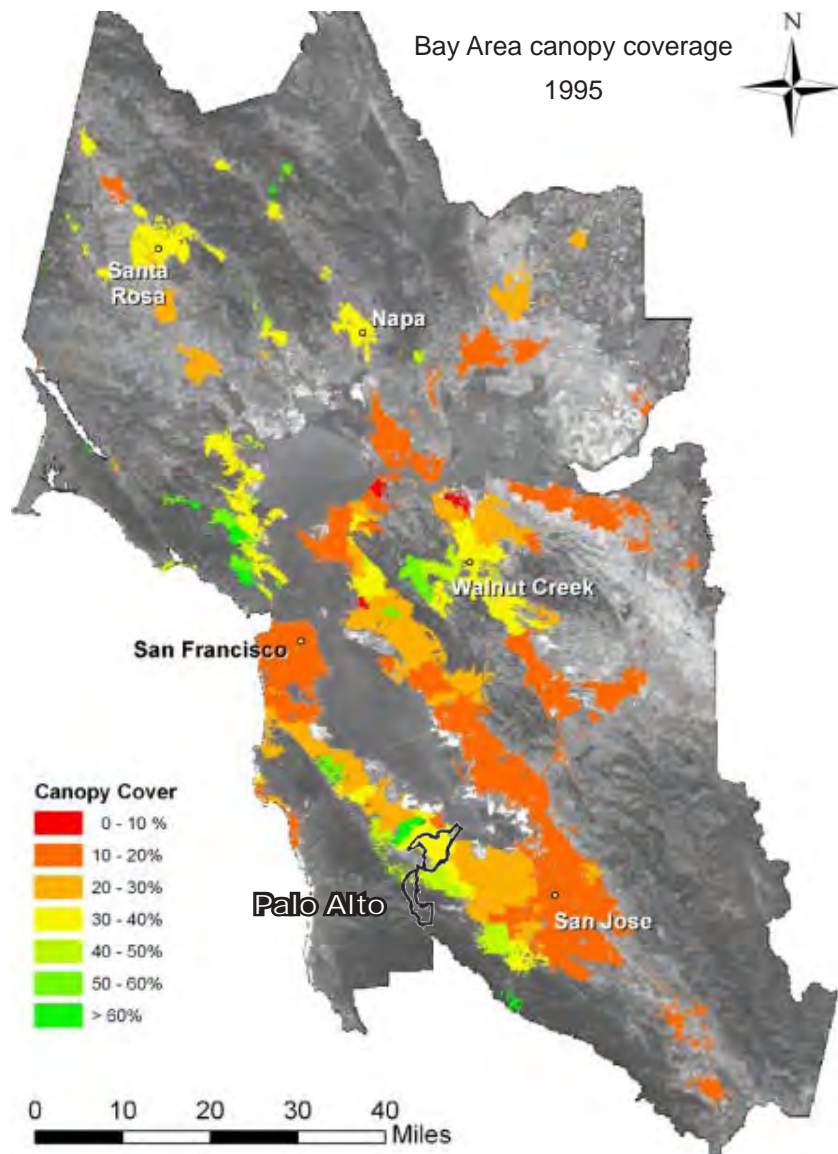 Bay Area canopy coverage
1995
N
Santa
Rosa
Napa
Walnut Creek
San Francisco
Canopy Cover
0 - 10 %
10 - 20%
20 - 30%
30 - 40%
40 - 50%
50 - 60%
> 60%
Palo Alto
San Jose
0 10 20 30 40
Miles